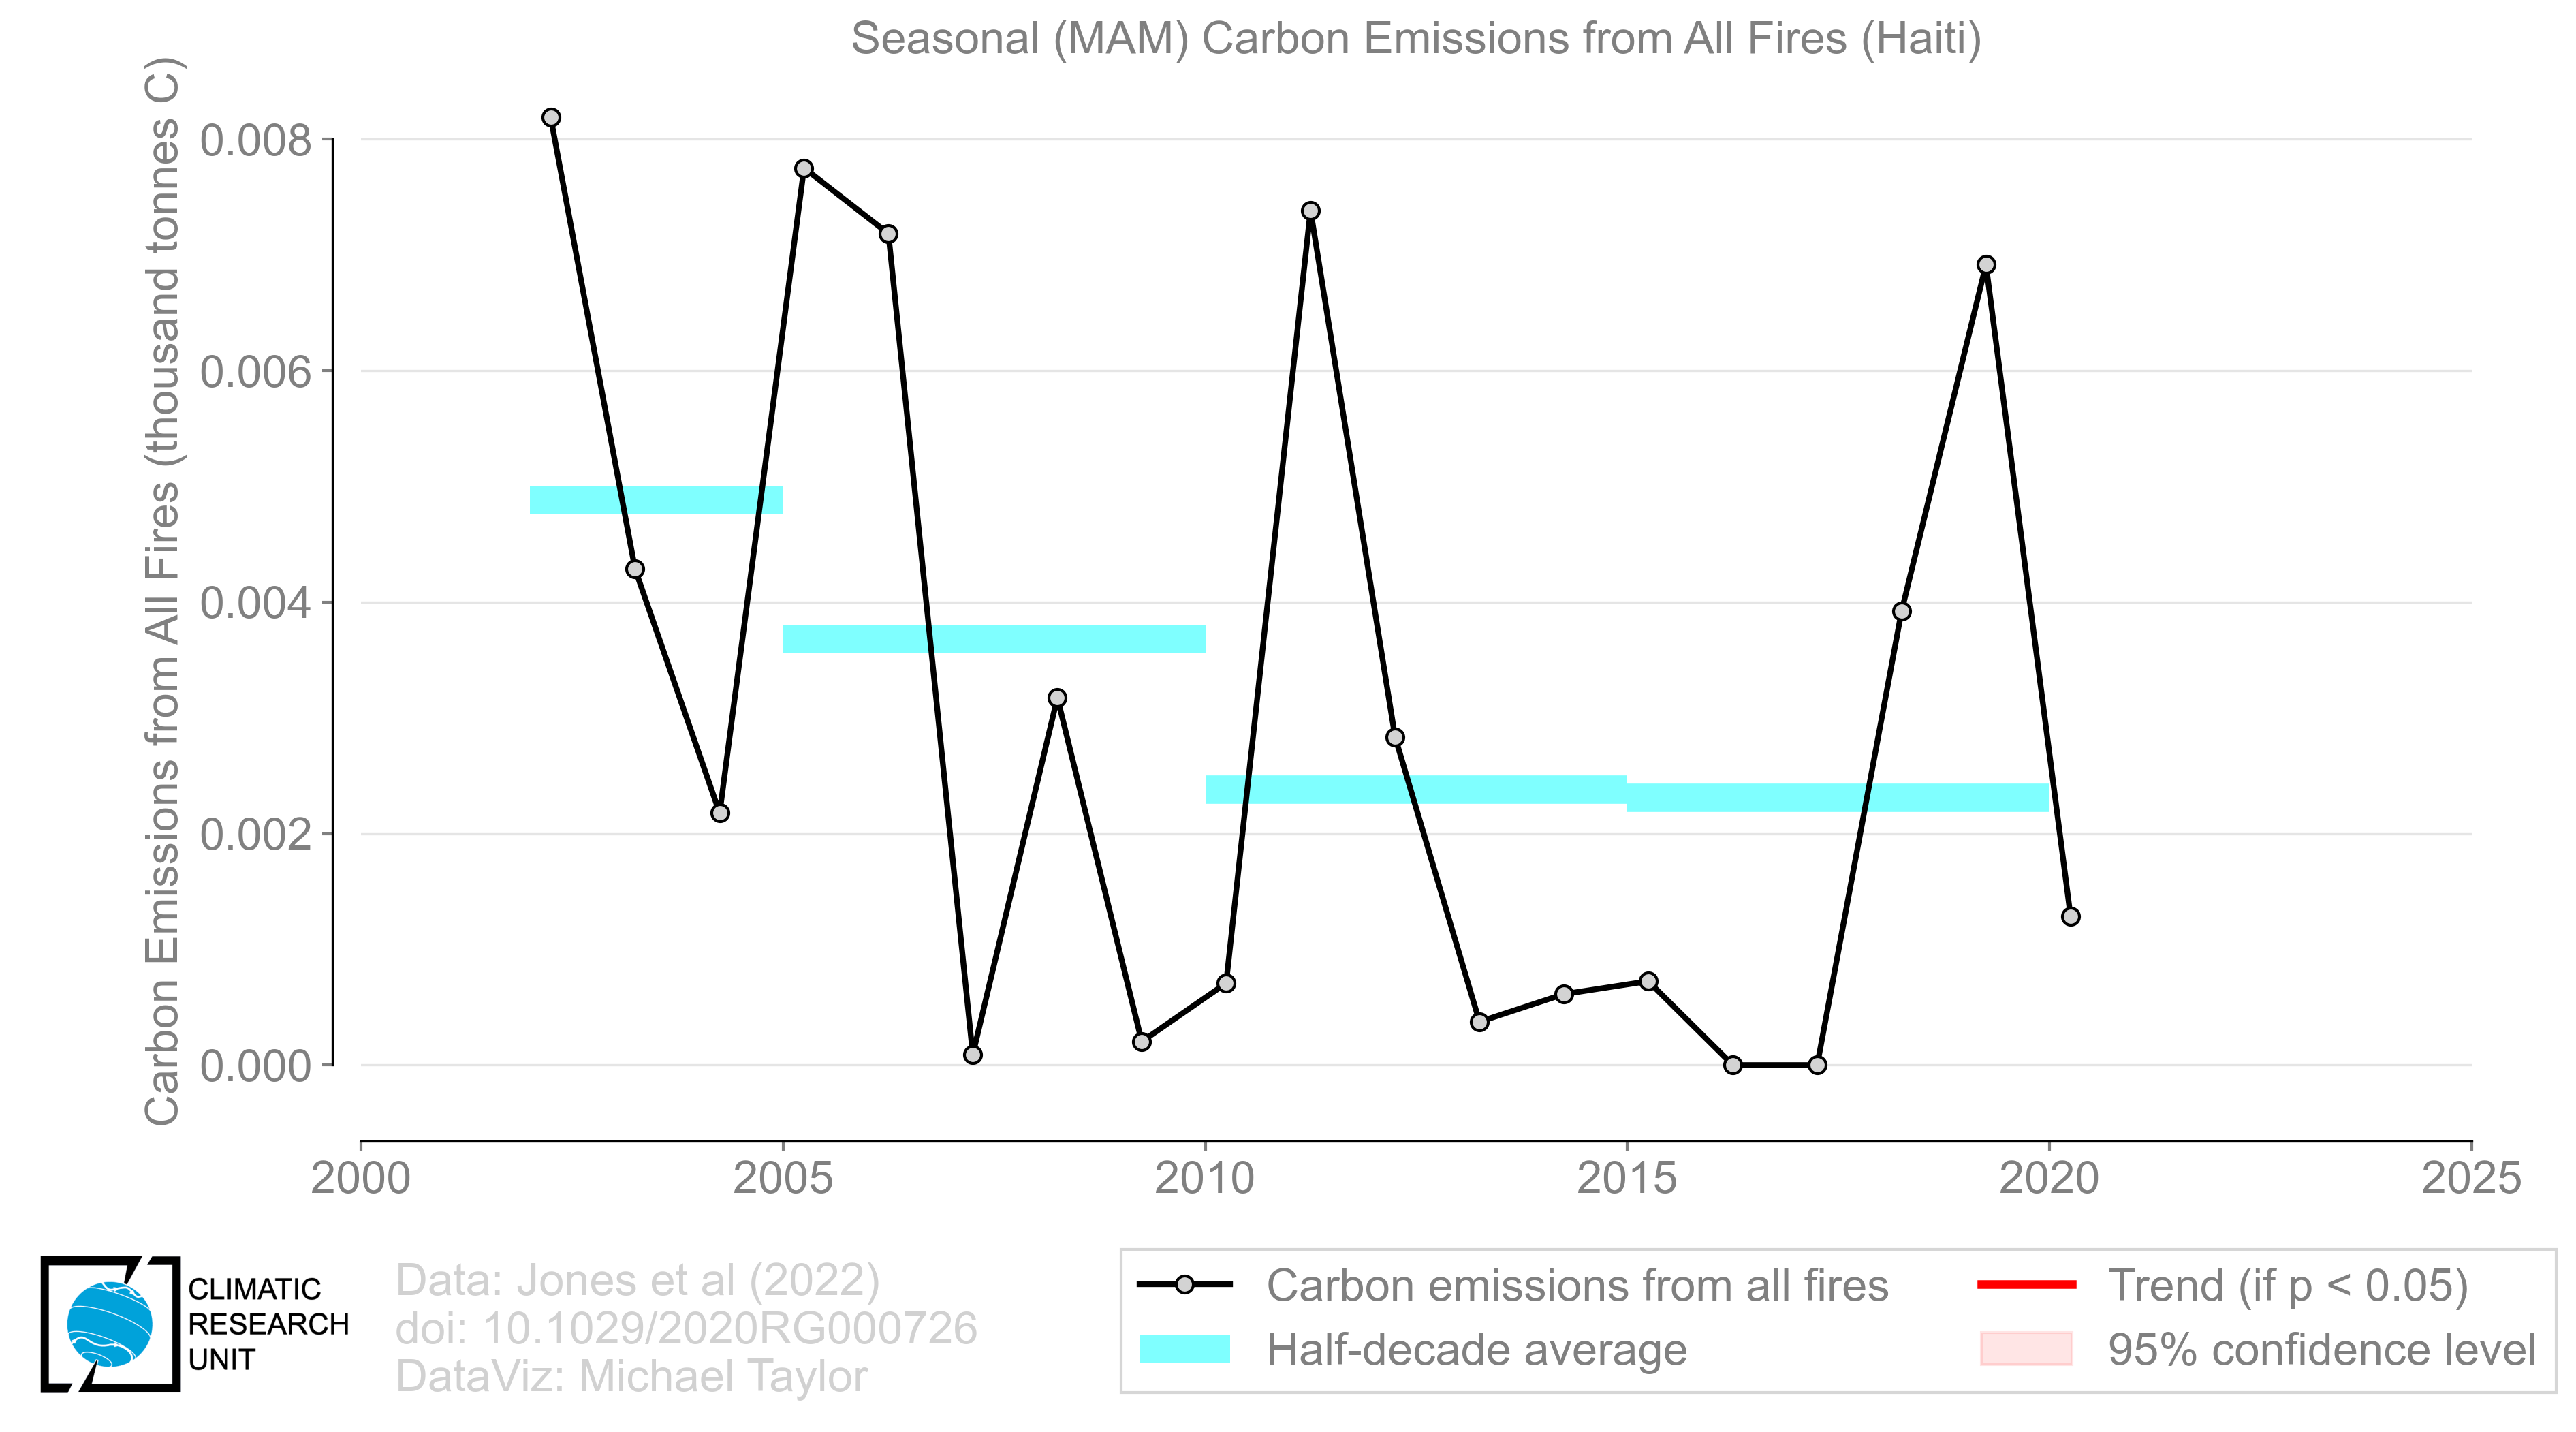 Seasonal (MAM) Carbon Emissions from All Fires (Haiti)
Carbon Emissions from All Fires (thousand tonnes C)
0.008
0.006
0.004
0.002
0.000
2000 2005 2010 2015 2020 2025
CLIMATIC
RESEARCH
UNIT
Data: Jones et al (2022)
doi: 10.1029/2020RG000726
DataViz: Michael Taylor
Carbon emissions from all fires
Half-decade average
Trend (if p < 0.05)
95% confidence level